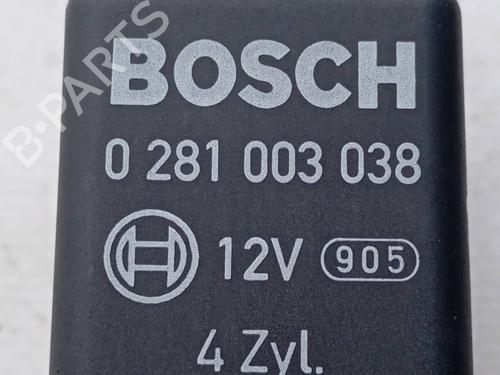 BOSCH
0 281 003 038
12V 905
4 Zyl.
B-PARTS